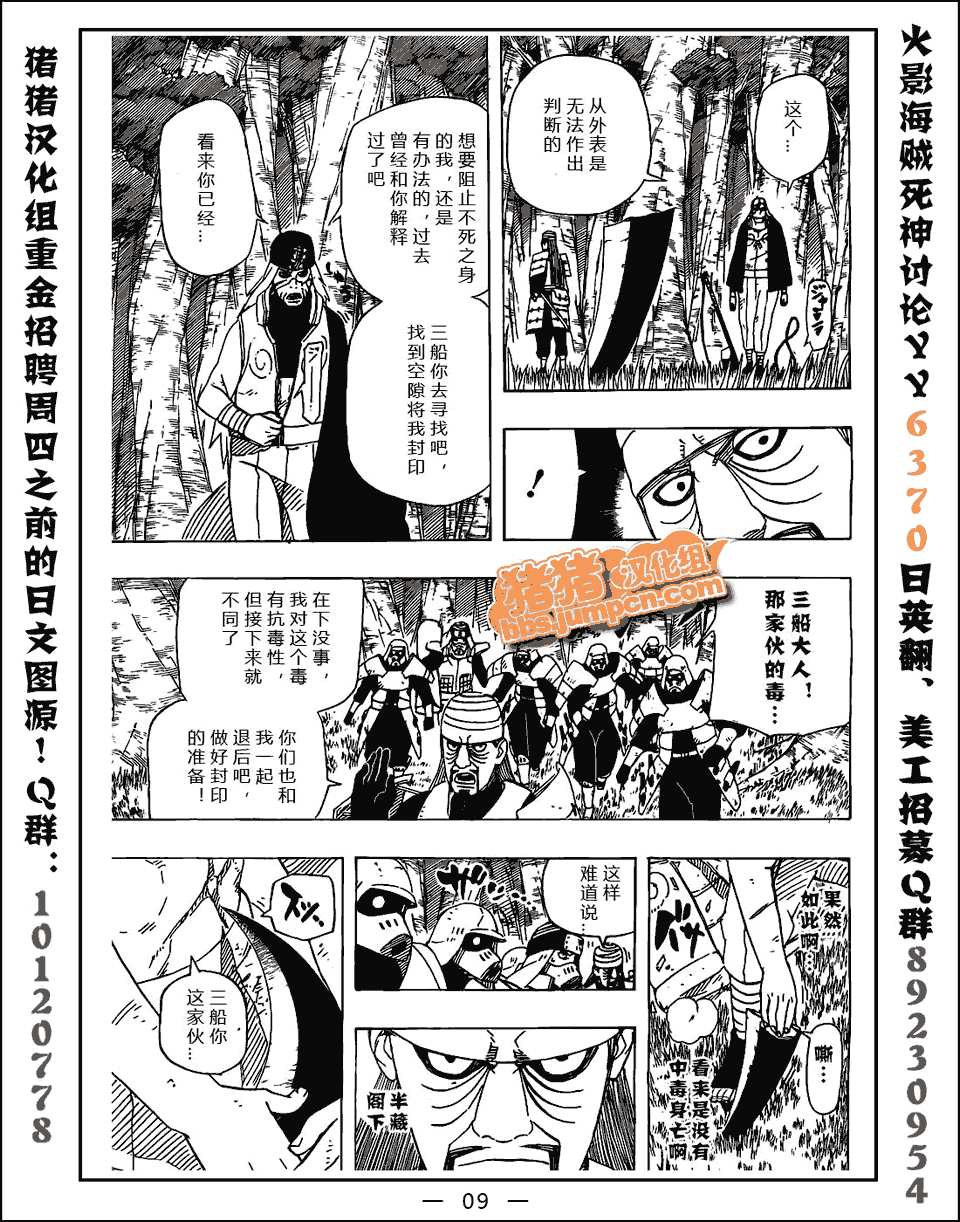 火影海贼死神讨论YY6370日英翻、美工招募Q群89230954
这个…
从外表是
无法作出
判断的
想要阻止不死之身
的我，还是
有办法的，过去
曾经和你解释
过了吧
三船你去寻找吧，
找到空隙将我封印
看来你已经…
！
三船大人！
那家伙的毒…
猪猪汉化组
bbs.jumpcn.com
在下没事，
我对这个毒
有抗毒性，
但接下来就
不同了
你们也和
我一起
退后吧，
做好封印
的准备！
果然
如此啊…
嘶…
看来是没有
中毒身亡啊
这样
难道说…
半藏
阁下
ズッ…
三船你
这家伙…
猪猪汉化组重金招聘周四之前的日文图源！Q群：10120778
— 09 —